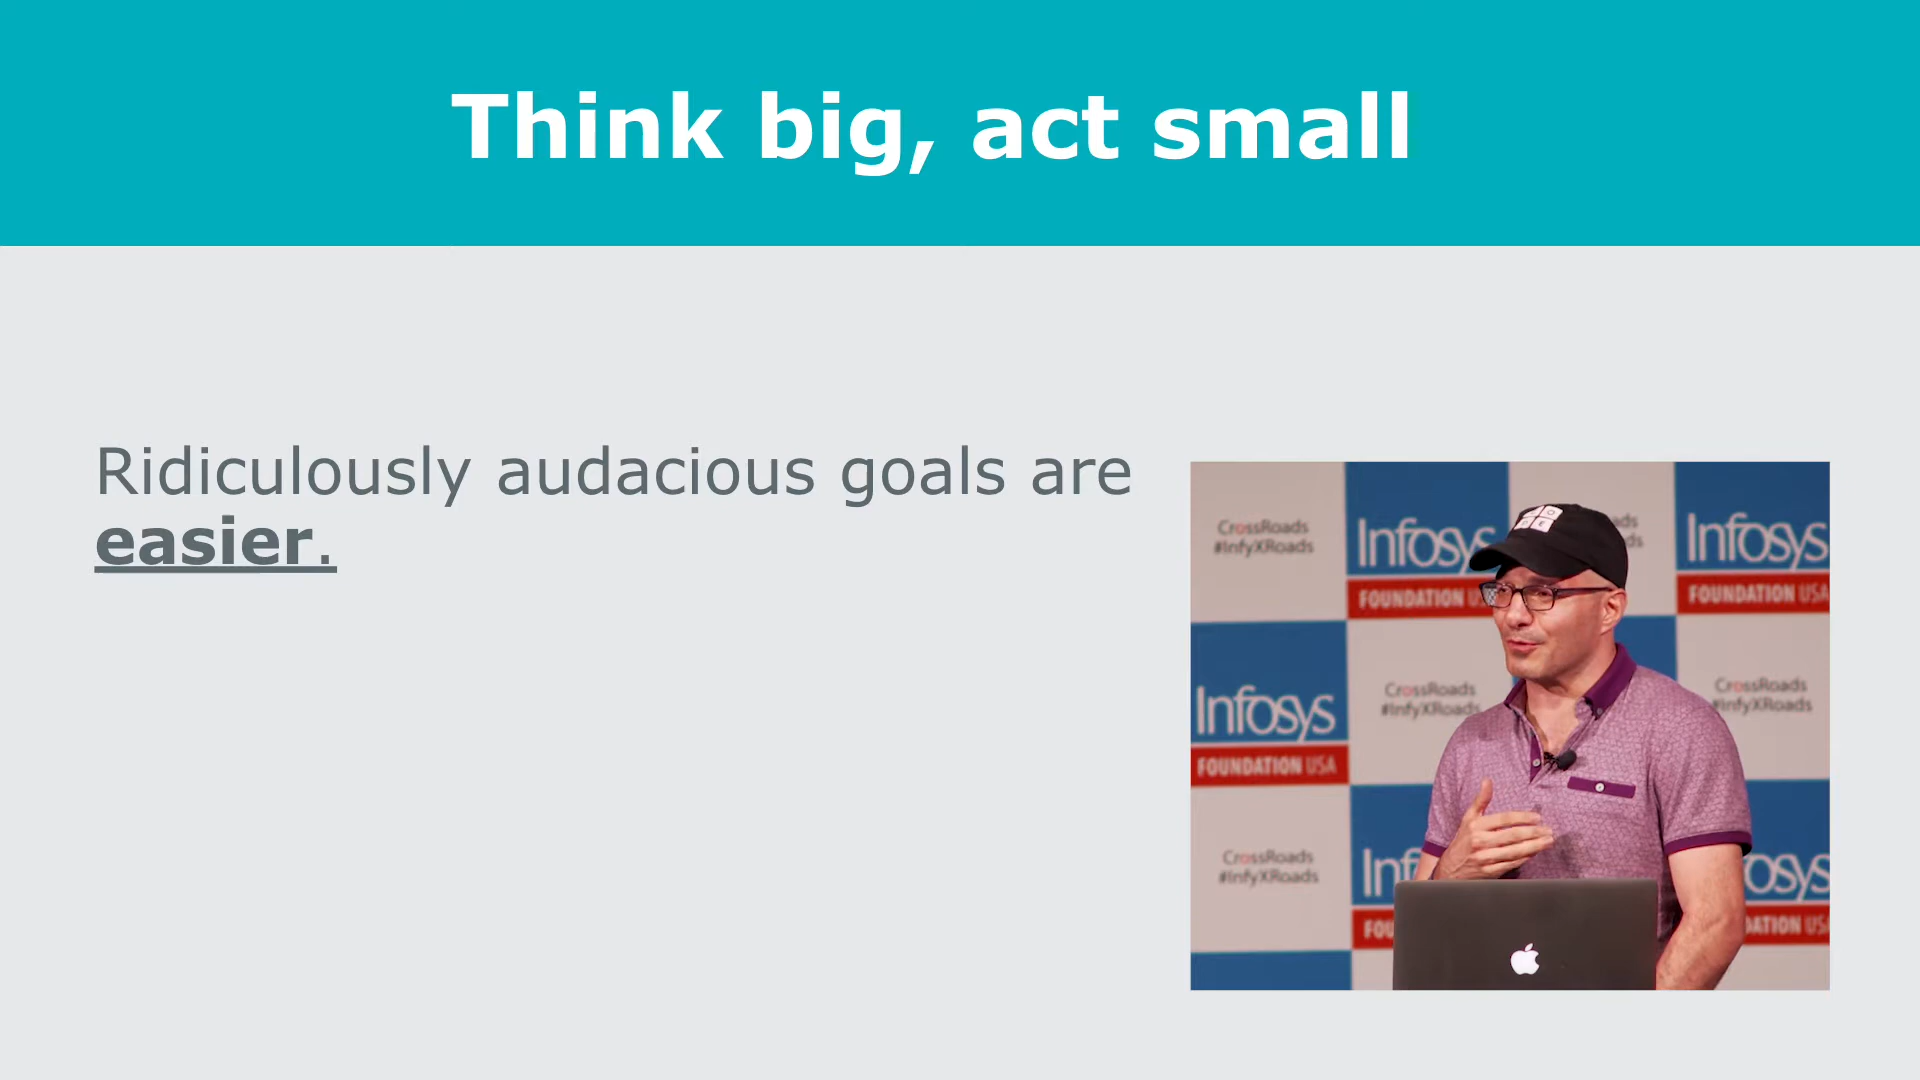 Think big, act small
Ridiculously audacious goals are
easier.
CrossRoads
#InfyXRoads
Infosys
FOUNDATION
Infosys
FOUNDATION USA
Infosys
FOUNDATION USA
CrossRoads
#InfyXRoads
CrossRoads
#InfyXRoads
CrossRoads
#InfyXRoads